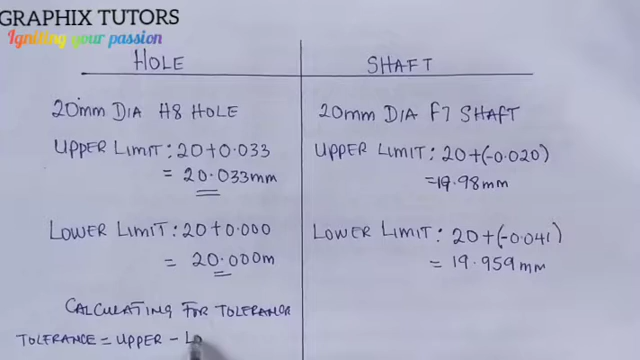 GRAPHIX TUTORS
Igniting your passion
HOLE
20mm DIA H8 HOLE
UPPER LIMIT: 20+0.033
= 20.033mm
LOWER LIMIT: 20+0.000
= 20.000m
CALCULATING FOR TOLERANCE
TOLERANCE = UPPER - LO
SHAFT
20mm DIA F7 SHAFT
UPPER LIMIT: 20+(-0.020)
=19.98mm
LOWER LIMIT: 20+(-0.041)
= 19.959mm